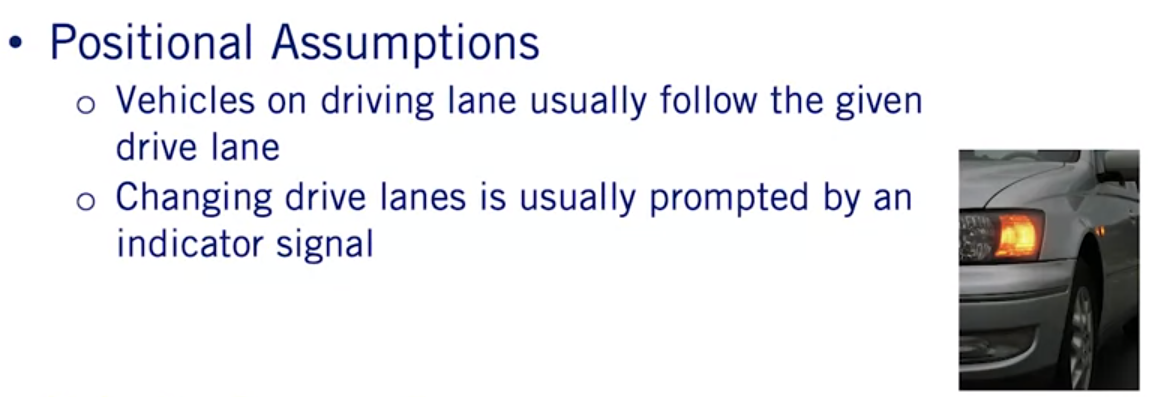 • Positional Assumptions
o Vehicles on driving lane usually follow the given
drive lane
o Changing drive lanes is usually prompted by an
indicator signal